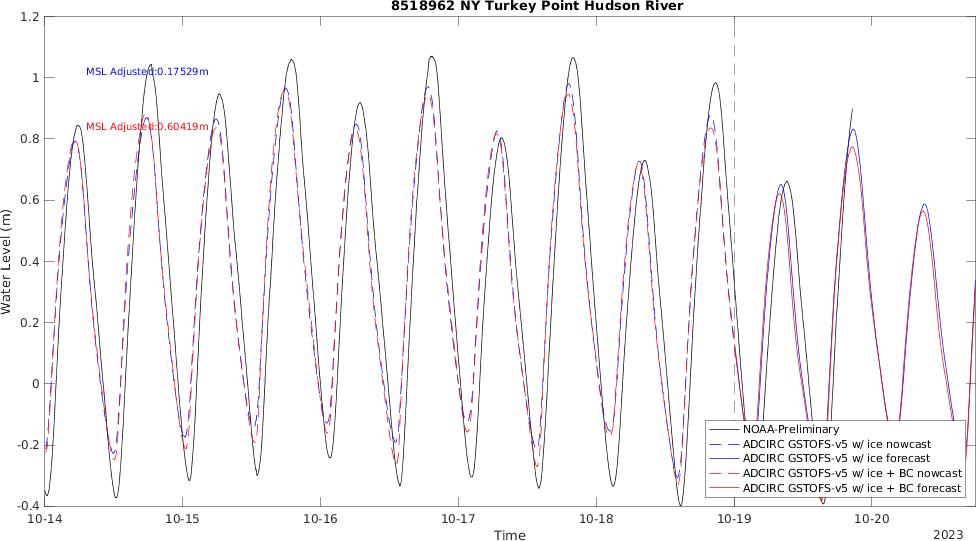 8518962 NY Turkey Point Hudson River
1.2
1
0.8
0.6
0.4
0.2
0
-0.2
-0.4
Water Level (m)
MSL Adjusted:0.17529m
MSL Adjusted:0.60419m
NOAA-Preliminary
ADCIRC GSTOFS-v5 w/ ice nowcast
ADCIRC GSTOFS-v5 w/ ice forecast
ADCIRC GSTOFS-v5 w/ ice + BC nowcast
ADCIRC GSTOFS-v5 w/ ice + BC forecast
10-14 10-15 10-16 10-17 10-18 10-19 10-20
Time
2023